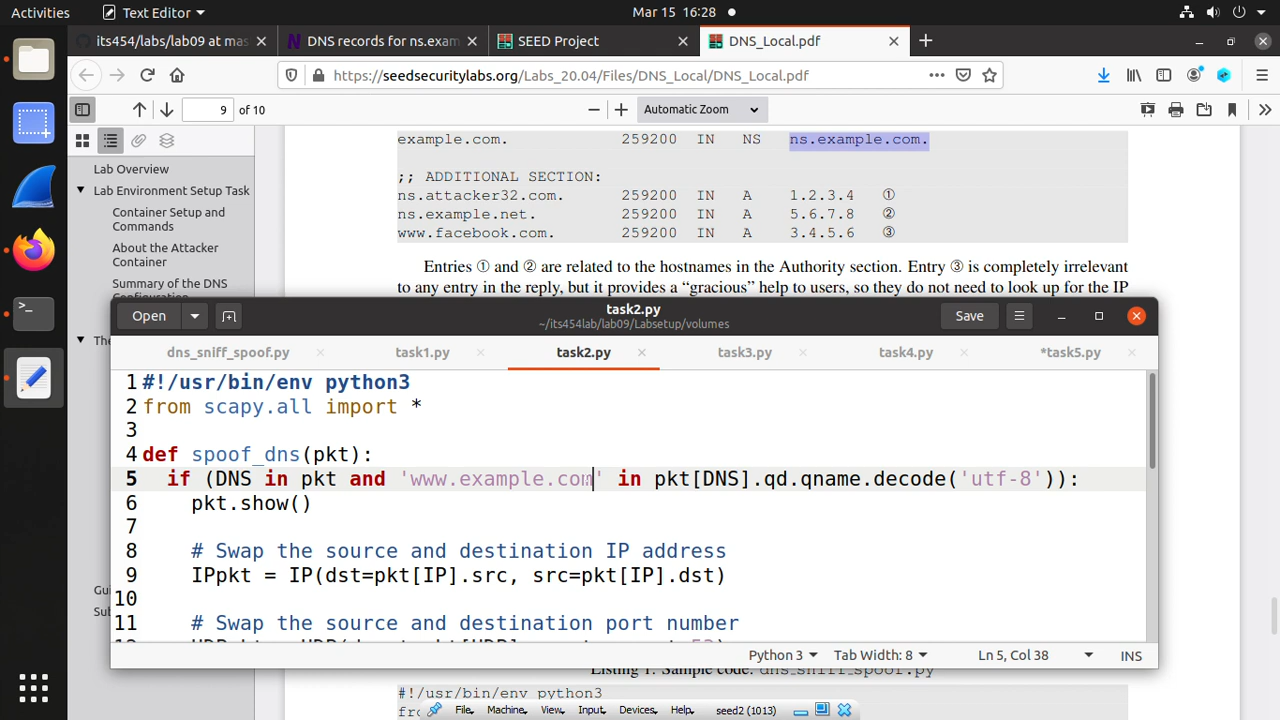 Activities
Text Editor
Mar 15 16:28
its454/labs/lab09 at mas
DNS records for ns.exam
SEED Project
DNS_Local.pdf
https://seedsecuritylabs.org/Labs_20.04/Files/DNS_Local/DNS_Local.pdf
9 of 10
Automatic Zoom
example.com. 259200 IN NS ns.example.com.
Lab Overview
Lab Environment Setup Task
Container Setup and
Commands
About the Attacker
Container
Summary of the DNS
The
Gui
Sub
;; ADDITIONAL SECTION:
ns.attacker32.com. 259200 IN A 1.2.3.4 ①
ns.example.net. 259200 IN A 5.6.7.8 ②
www.facebook.com. 259200 IN A 3.4.5.6 ③
Entries ① and ② are related to the hostnames in the Authority section. Entry ③ is completely irrelevant
to any entry in the reply, but it provides a “gracious” help to users, so they do not need to look up for the IP
Open
task2.py
~/its454lab/lab09/Labsetup/volumes
Save
dns_sniff_spoof.py
task1.py
task2.py
task3.py
task4.py
*task5.py
1 #!/usr/bin/env python3
2 from scapy.all import *
3
4 def spoof_dns(pkt):
5 if (DNS in pkt and 'www.example.com' in pkt[DNS].qd.qname.decode('utf-8')):
6 pkt.show()
7
8 # Swap the source and destination IP address
9 IPpkt = IP(dst=pkt[IP].src, src=pkt[IP].dst)
10
11 # Swap the source and destination port number
Python 3
Tab Width: 8
Ln 5, Col 38
INS
Listing 1: Sample code: dns_sniff_spoof.py
#!/usr/bin/env python3
File
Machine
View
Input
Devices
Help
seed2 (1013)